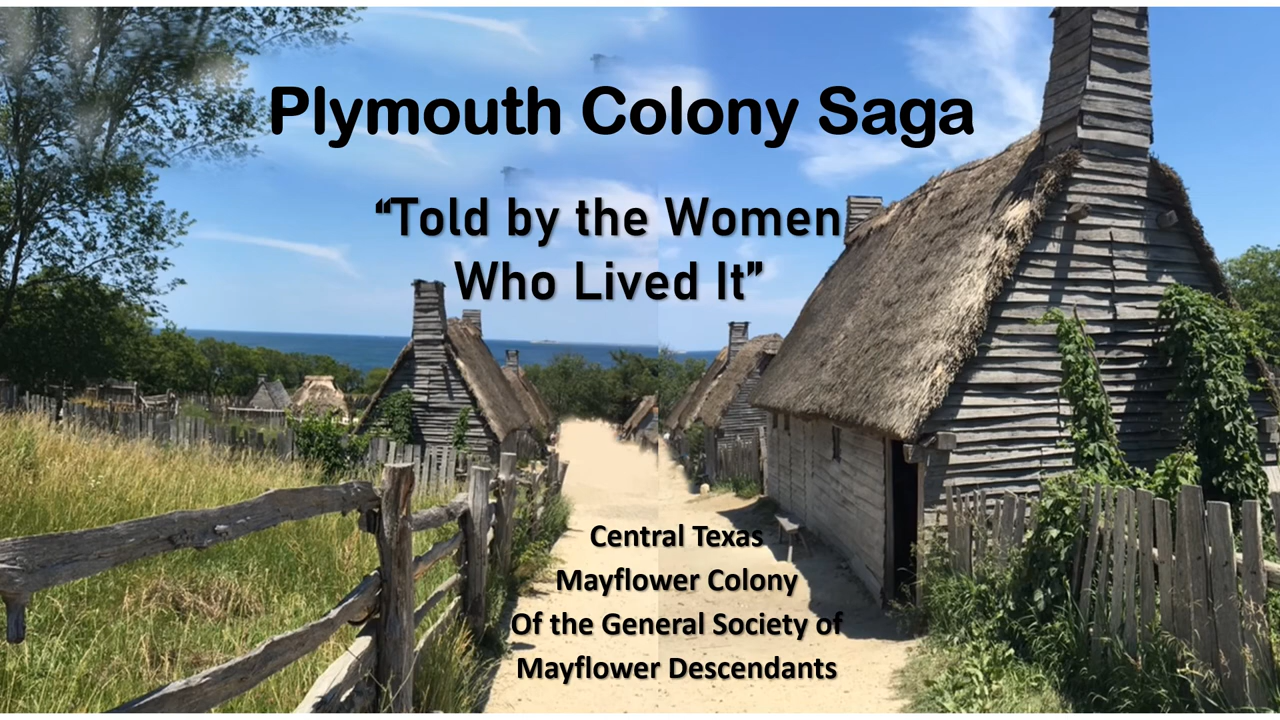 Plymouth Colony Saga
“Told by the Women
Who Lived It”
Central Texas
Mayflower Colony
Of the General Society of
Mayflower Descendants